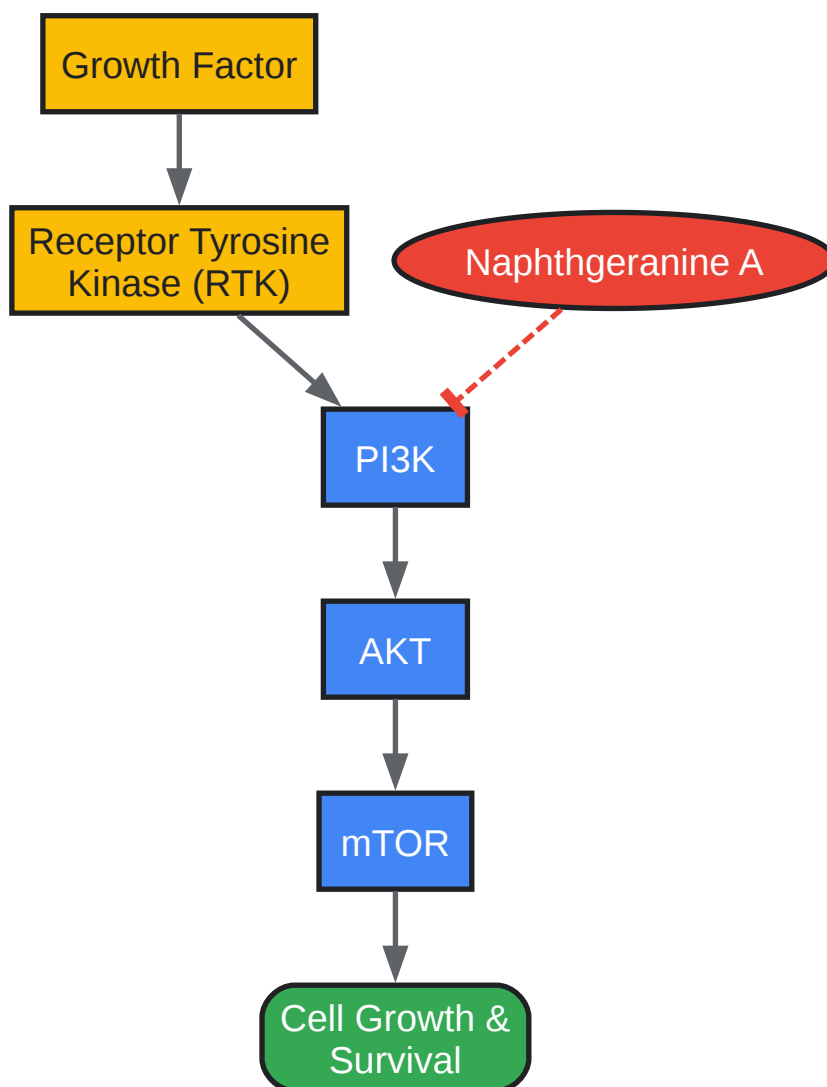 Growth Factor
Receptor Tyrosine
Kinase (RTK)
Naphthgeranine A
PI3K
AKT
mTOR
Cell Growth &
Survival